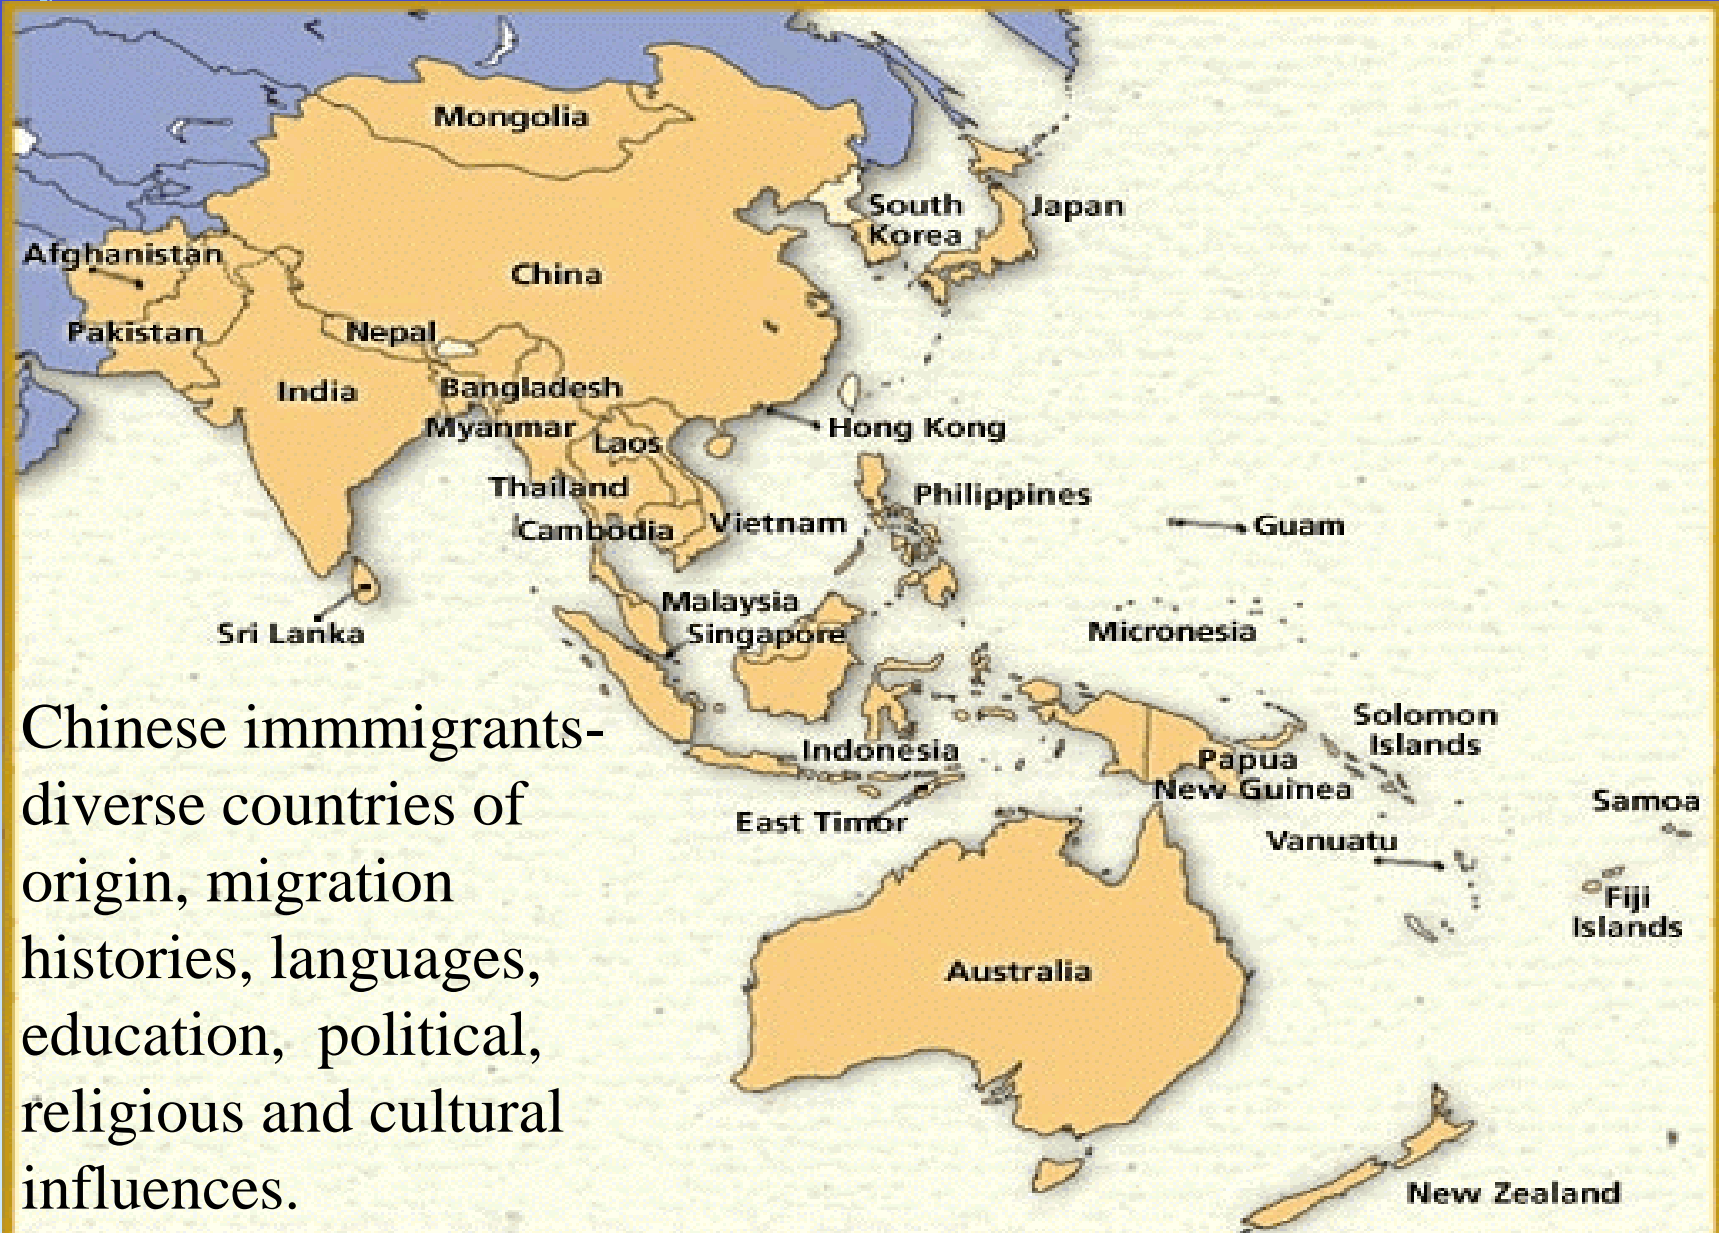 Mongolia
South
Korea
Japan
Afghanistan
China
Pakistan
Nepal
India
Bangladesh
Myanmar
Laos
Hong Kong
Thailand
Philippines
Cambodia
Vietnam
Guam
Malaysia
Singapore
Sri Lanka
Micronesia
Solomon
Islands
Indonesia
Papua
New Guinea
East Timor
Samoa
Vanuatu
Fiji
Islands
Australia
New Zealand
Chinese immmigrants-
diverse countries of
origin, migration
histories, languages,
education,  political,
religious and cultural
influences.